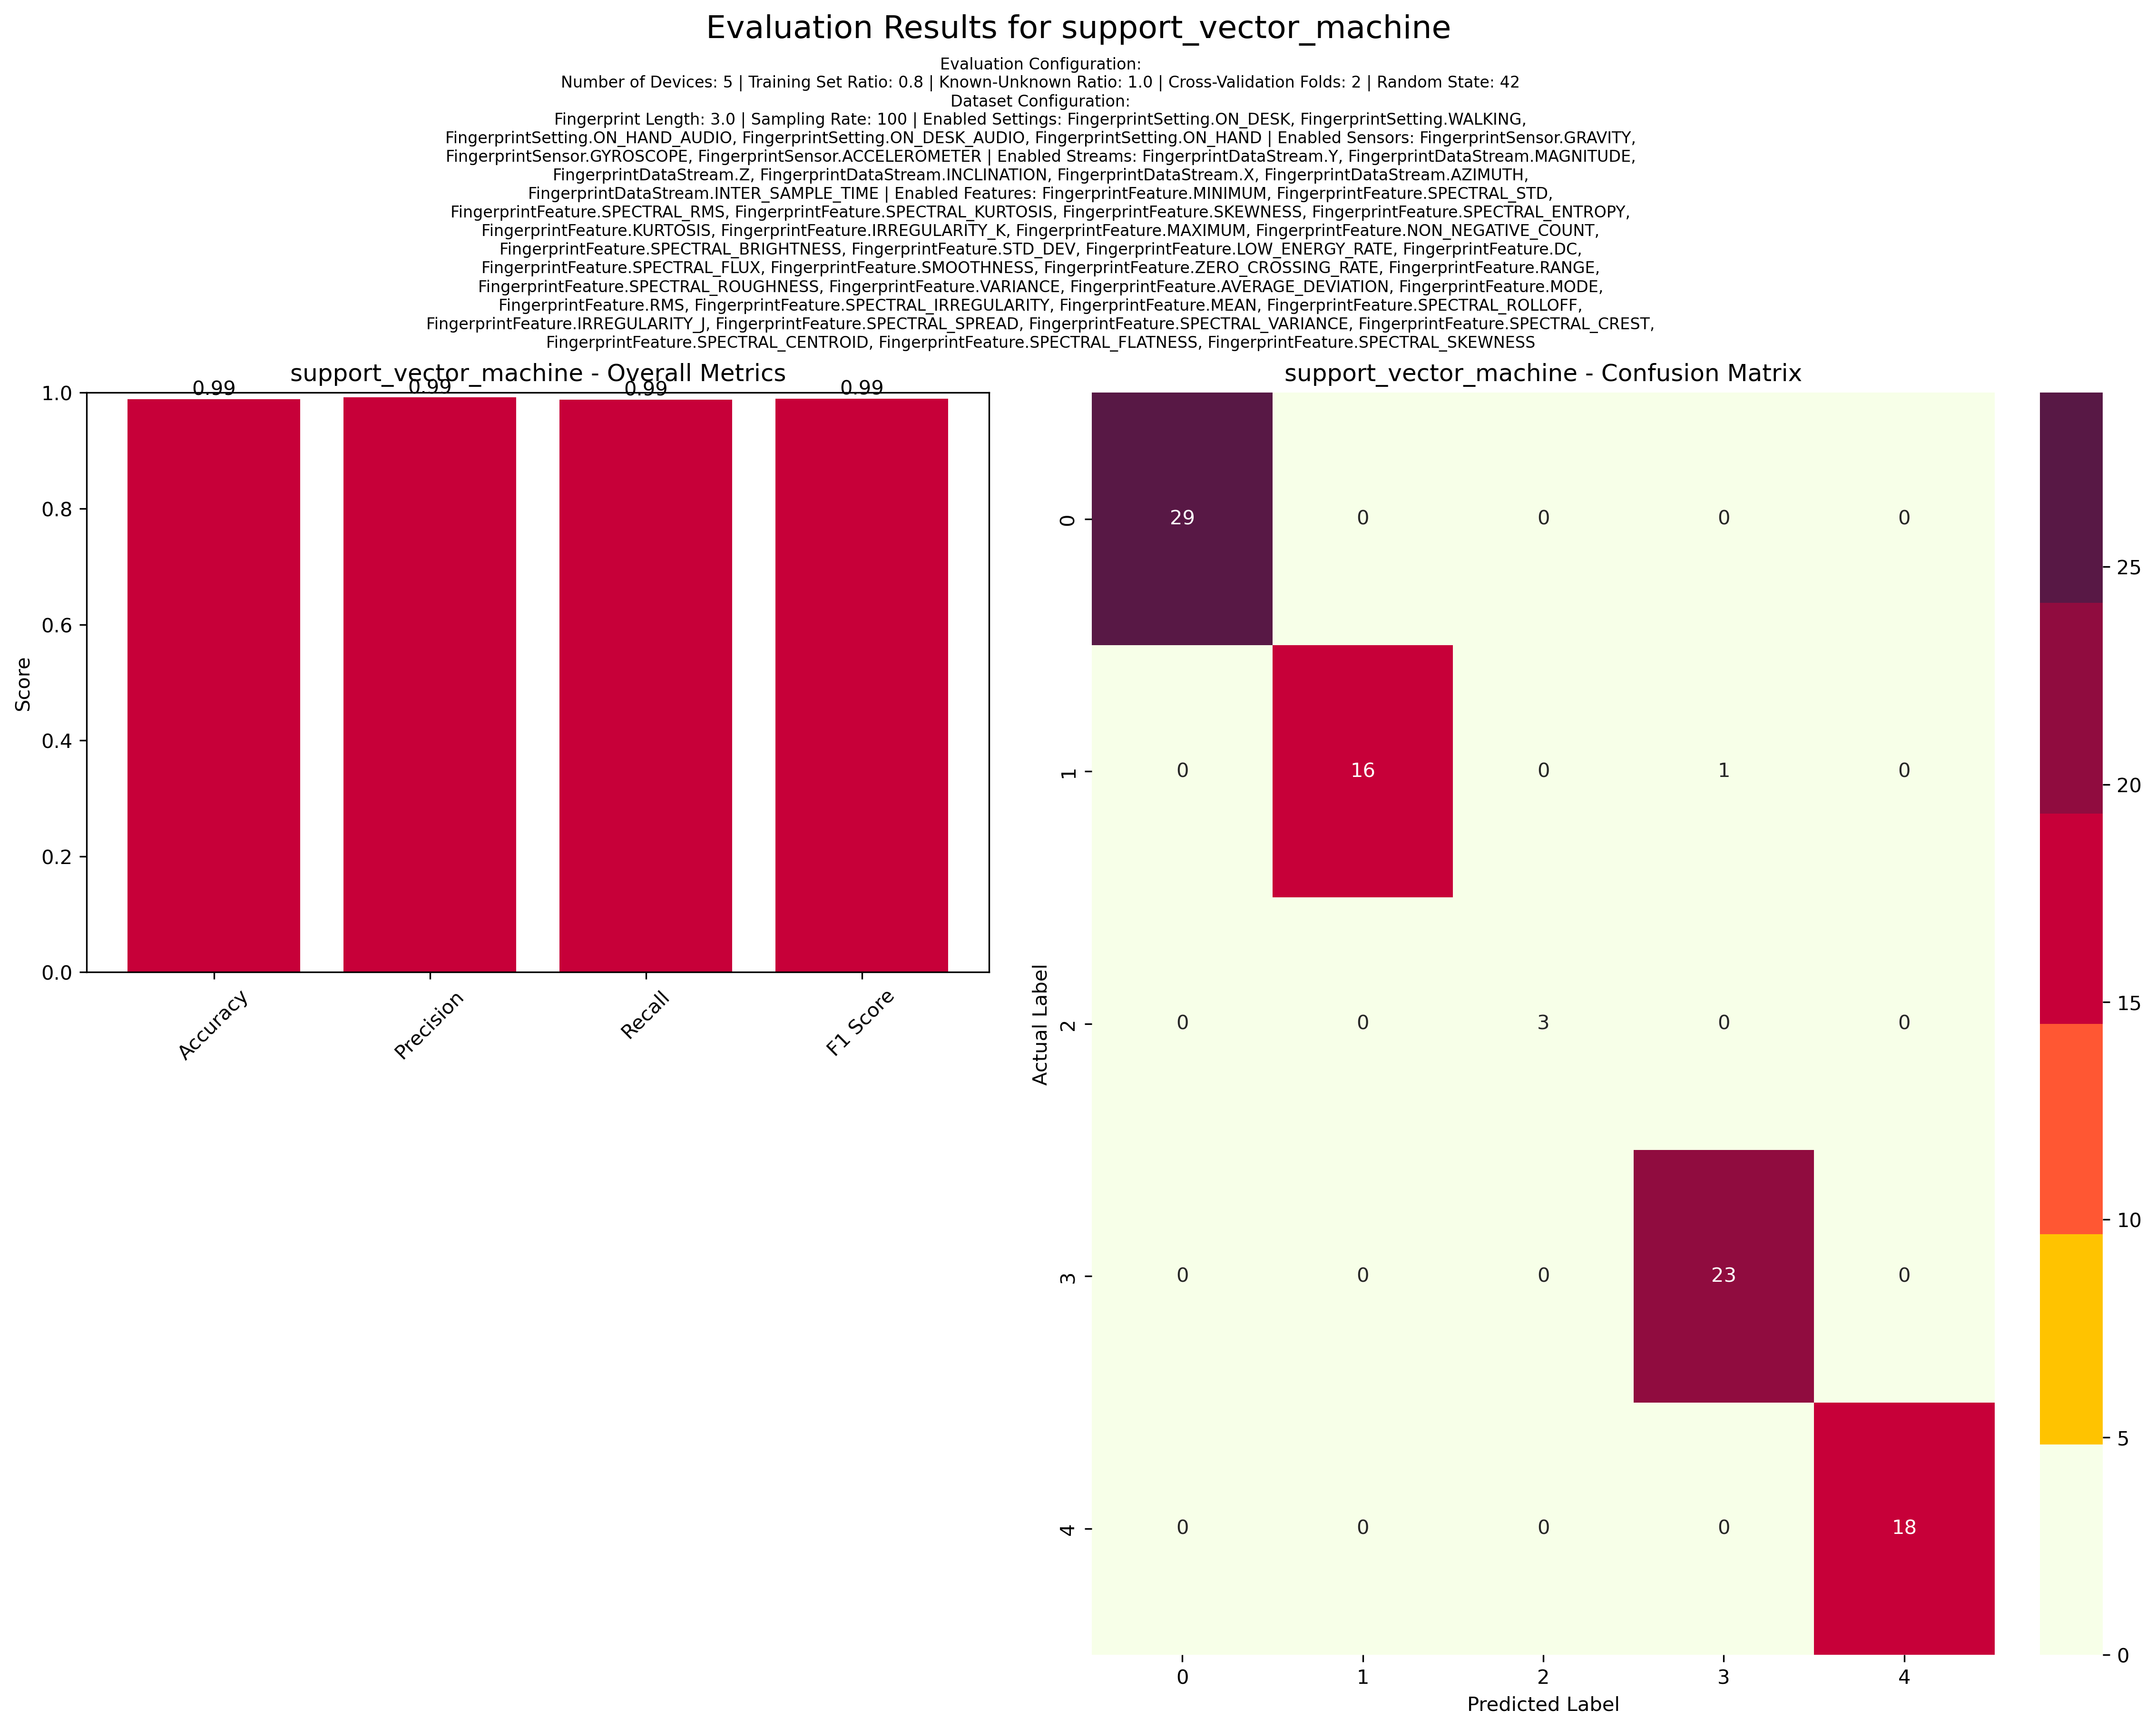 Evaluation Results for support_vector_machine
Evaluation Configuration:
Number of Devices: 5 | Training Set Ratio: 0.8 | Known-Unknown Ratio: 1.0 | Cross-Validation Folds: 2 | Random State: 42
Dataset Configuration:
Fingerprint Length: 3.0 | Sampling Rate: 100 | Enabled Settings: FingerprintSetting.ON_DESK, FingerprintSetting.WALKING,
FingerprintSetting.ON_HAND_AUDIO, FingerprintSetting.ON_DESK_AUDIO, FingerprintSetting.ON_HAND | Enabled Sensors: FingerprintSensor.GRAVITY,
FingerprintSensor.GYROSCOPE, FingerprintSensor.ACCELEROMETER | Enabled Streams: FingerprintDataStream.Y, FingerprintDataStream.MAGNITUDE,
FingerprintDataStream.Z, FingerprintDataStream.INCLINATION, FingerprintDataStream.X, FingerprintDataStream.AZIMUTH,
FingerprintDataStream.INTER_SAMPLE_TIME | Enabled Features: FingerprintFeature.MINIMUM, FingerprintFeature.SPECTRAL_STD,
FingerprintFeature.SPECTRAL_RMS, FingerprintFeature.SPECTRAL_KURTOSIS, FingerprintFeature.SKEWNESS, FingerprintFeature.SPECTRAL_ENTROPY,
FingerprintFeature.KURTOSIS, FingerprintFeature.IRREGULARITY_K, FingerprintFeature.MAXIMUM, FingerprintFeature.NON_NEGATIVE_COUNT,
FingerprintFeature.SPECTRAL_BRIGHTNESS, FingerprintFeature.STD_DEV, FingerprintFeature.LOW_ENERGY_RATE, FingerprintFeature.DC,
FingerprintFeature.SPECTRAL_FLUX, FingerprintFeature.SMOOTHNESS, FingerprintFeature.ZERO_CROSSING_RATE, FingerprintFeature.RANGE,
FingerprintFeature.SPECTRAL_ROUGHNESS, FingerprintFeature.VARIANCE, FingerprintFeature.AVERAGE_DEVIATION, FingerprintFeature.MODE,
FingerprintFeature.RMS, FingerprintFeature.SPECTRAL_IRREGULARITY, FingerprintFeature.MEAN, FingerprintFeature.SPECTRAL_ROLLOFF,
FingerprintFeature.IRREGULARITY_J, FingerprintFeature.SPECTRAL_SPREAD, FingerprintFeature.SPECTRAL_VARIANCE, FingerprintFeature.SPECTRAL_CREST,
FingerprintFeature.SPECTRAL_CENTROID, FingerprintFeature.SPECTRAL_FLATNESS, FingerprintFeature.SPECTRAL_SKEWNESS
support_vector_machine - Overall Metrics
0.99 0.99 0.99 0.99
1.0
0.8
0.6
0.4
0.2
0.0
Score
Accuracy Precision Recall F1 Score
support_vector_machine - Confusion Matrix
0 29 0 0 0 0
1 0 16 0 1 0
2 0 0 3 0 0
3 0 0 0 23 0
4 0 0 0 0 18
0 1 2 3 4
Actual Label
Predicted Label
25
20
15
10
5
0